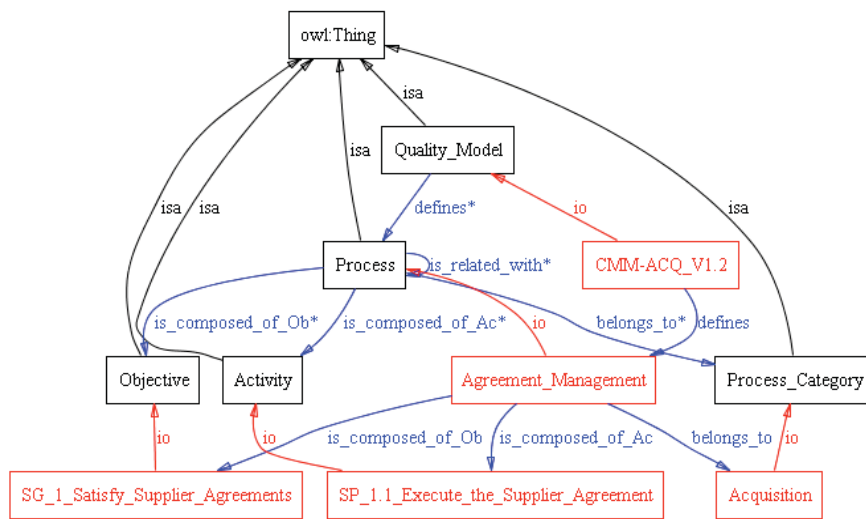 owl:Thing
isa
Quality_Model
isa
io
defines*
isa
isa
isa
Process
is_related_with*
CMM-ACQ_V1.2
is_composed_of_Ob*
is_composed_of_Ac*
io
belongs_to*
defines
Objective
Activity
Agreement_Management
Process_Category
io
io
is_composed_of_Ob
is_composed_of_Ac
belongs_to
io
SG_1_Satisfy_Supplier_Agreements
SP_1.1_Execute_the_Supplier_Agreement
Acquisition